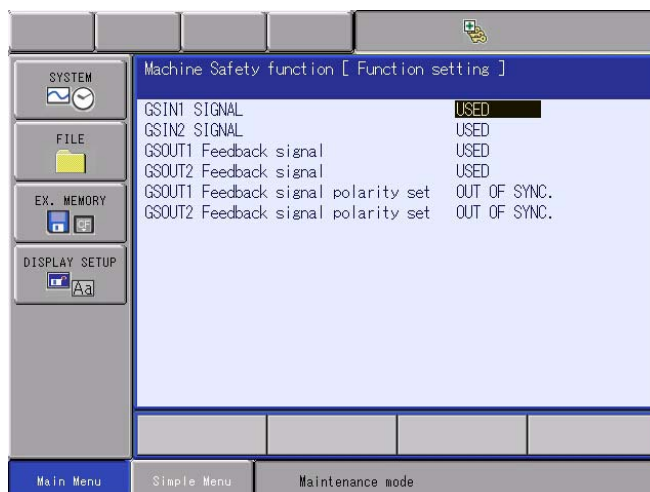 Machine Safety function [ Function setting ]
SYSTEM
FILE
EX. MEMORY
CF
DISPLAY SETUP
Aa
GSIN1 SIGNAL USED
GSIN2 SIGNAL USED
GSOUT1 Feedback signal USED
GSOUT2 Feedback signal USED
GSOUT1 Feedback signal polarity set OUT OF SYNC.
GSOUT2 Feedback signal polarity set OUT OF SYNC.
Main Menu
Simple Menu
Maintenance mode